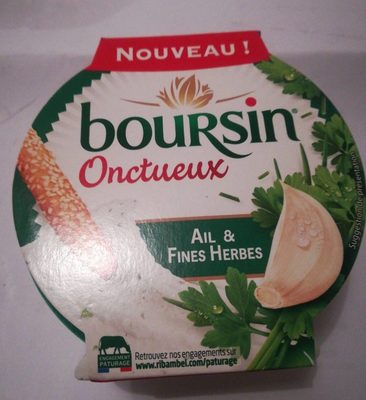 NOUVEAU !
boursin
Onctueux
AIL &
FINES HERBES
Suggestion de présentation
ENGAGEMENT
PATURAGE
Retrouvez nos engagements sur
www.ribambel.com/paturage